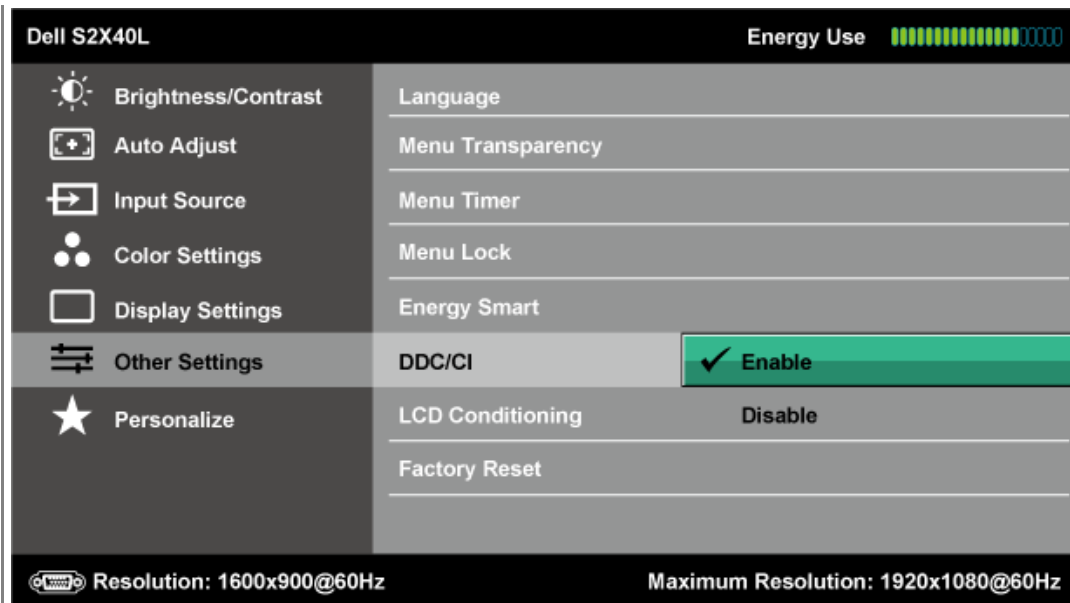 Dell S2X40L Energy Use
Brightness/Contrast Language
Auto Adjust Menu Transparency
Input Source Menu Timer
Color Settings Menu Lock
Display Settings Energy Smart
Other Settings DDC/CI Enable
Personalize LCD Conditioning Disable
Factory Reset
Resolution: 1600x900@60Hz Maximum Resolution: 1920x1080@60Hz